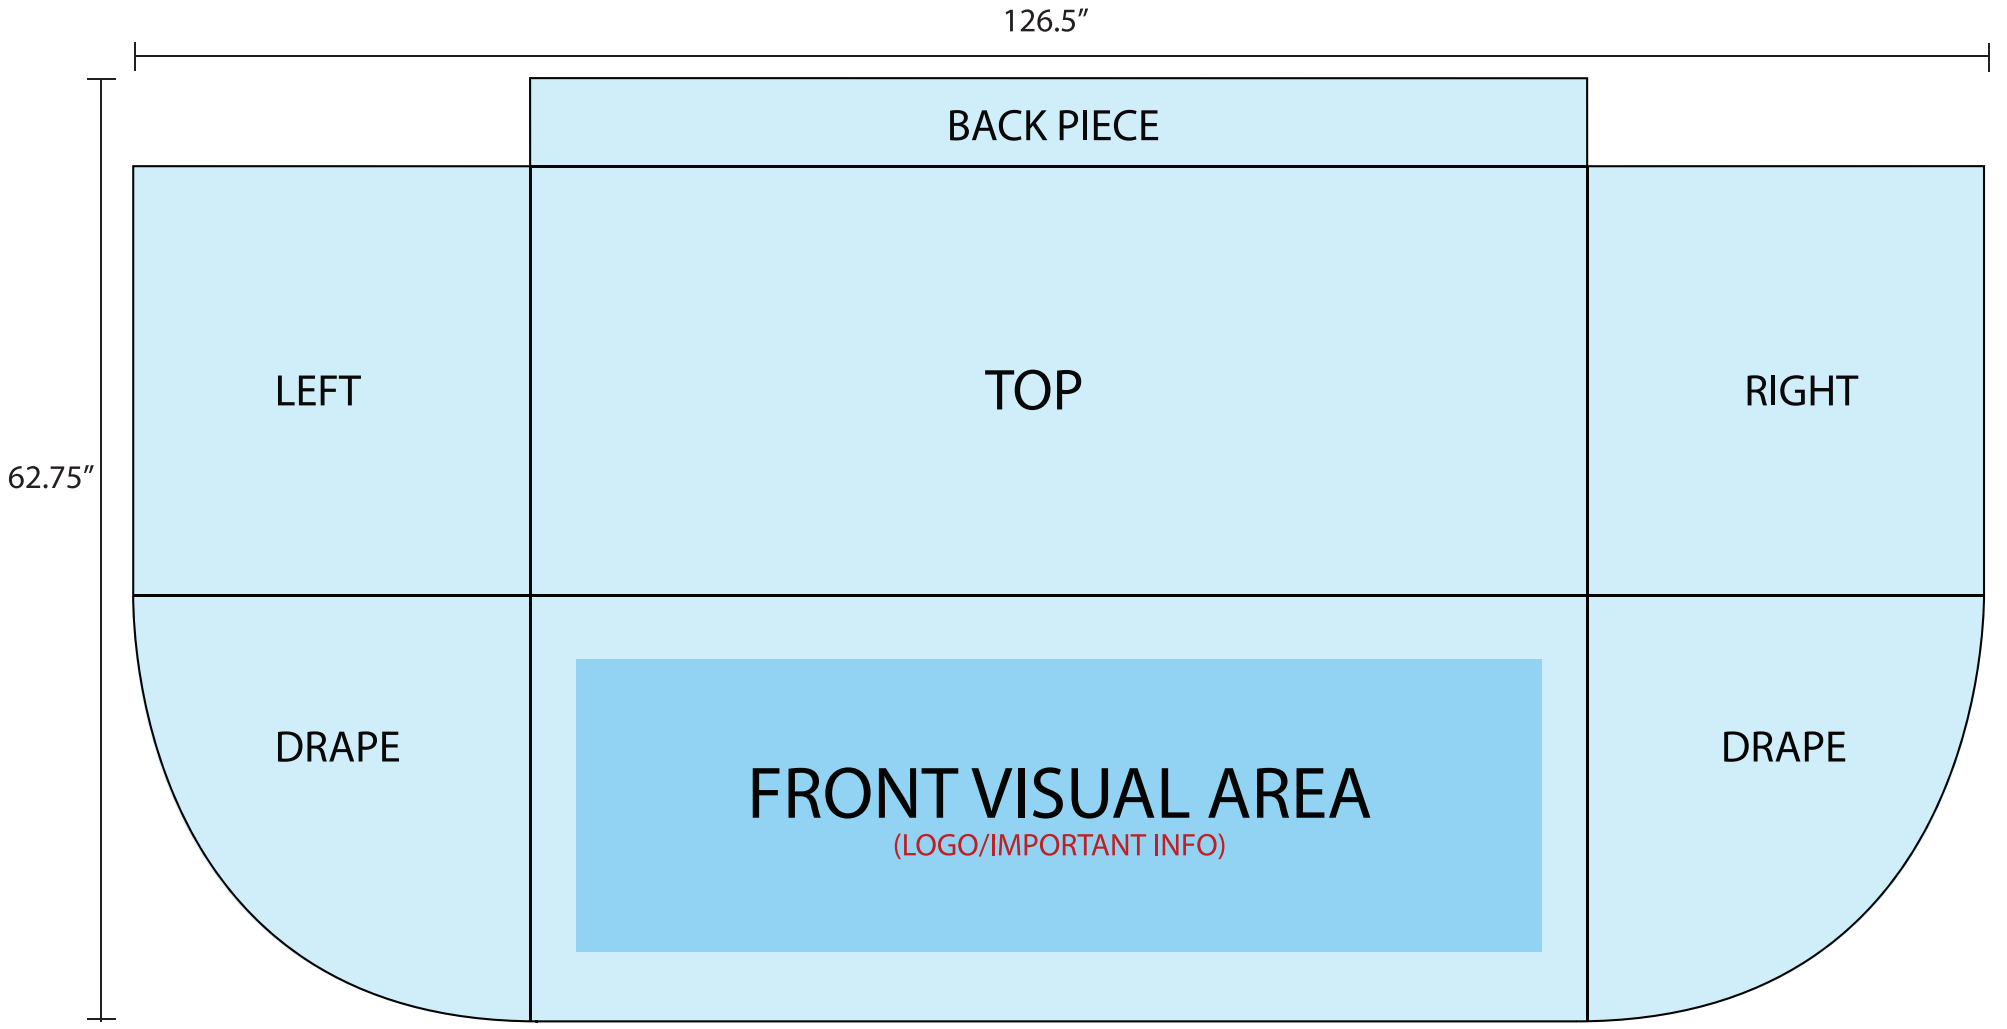 126.5”
BACK PIECE
LEFT
TOP
RIGHT
62.75”
DRAPE
DRAPE
FRONT VISUAL AREA
(LOGO/IMPORTANT INFO)